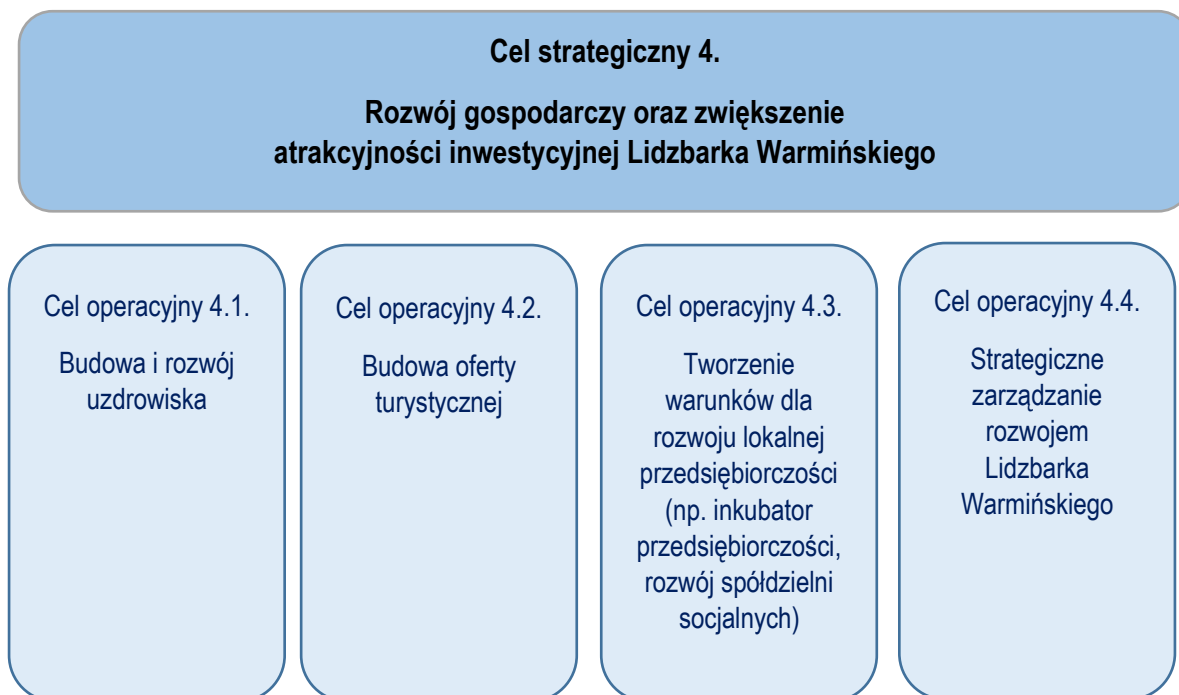 Cel strategiczny 4.
Rozwój gospodarczy oraz zwiększenie
atrakcyjności inwestycyjnej Lidzbarka Warmińskiego
Cel operacyjny 4.1.
Budowa i rozwój
uzdrowiska
Cel operacyjny 4.2.
Budowa oferty
turystycznej
Cel operacyjny 4.3.
Tworzenie
warunków dla
rozwoju lokalnej
przedsiębiorczości
(np. inkubator
przedsiębiorczości,
rozwój spółdzielni
socjalnych)
Cel operacyjny 4.4.
Strategiczne
zarządzanie
rozwojem
Lidzbarka
Warmińskiego